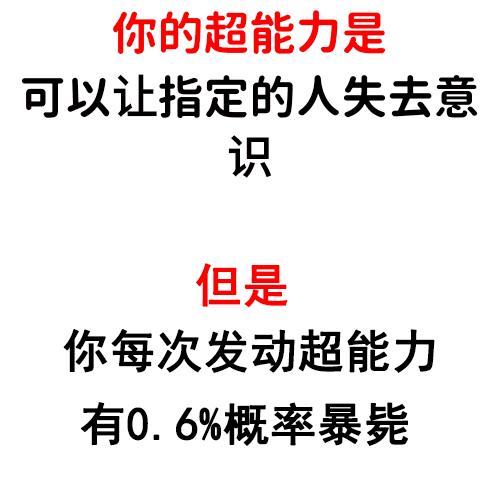 你的超能力是
可以让指定的人失去意
识
但是
你每次发动超能力
有0.6%概率暴毙